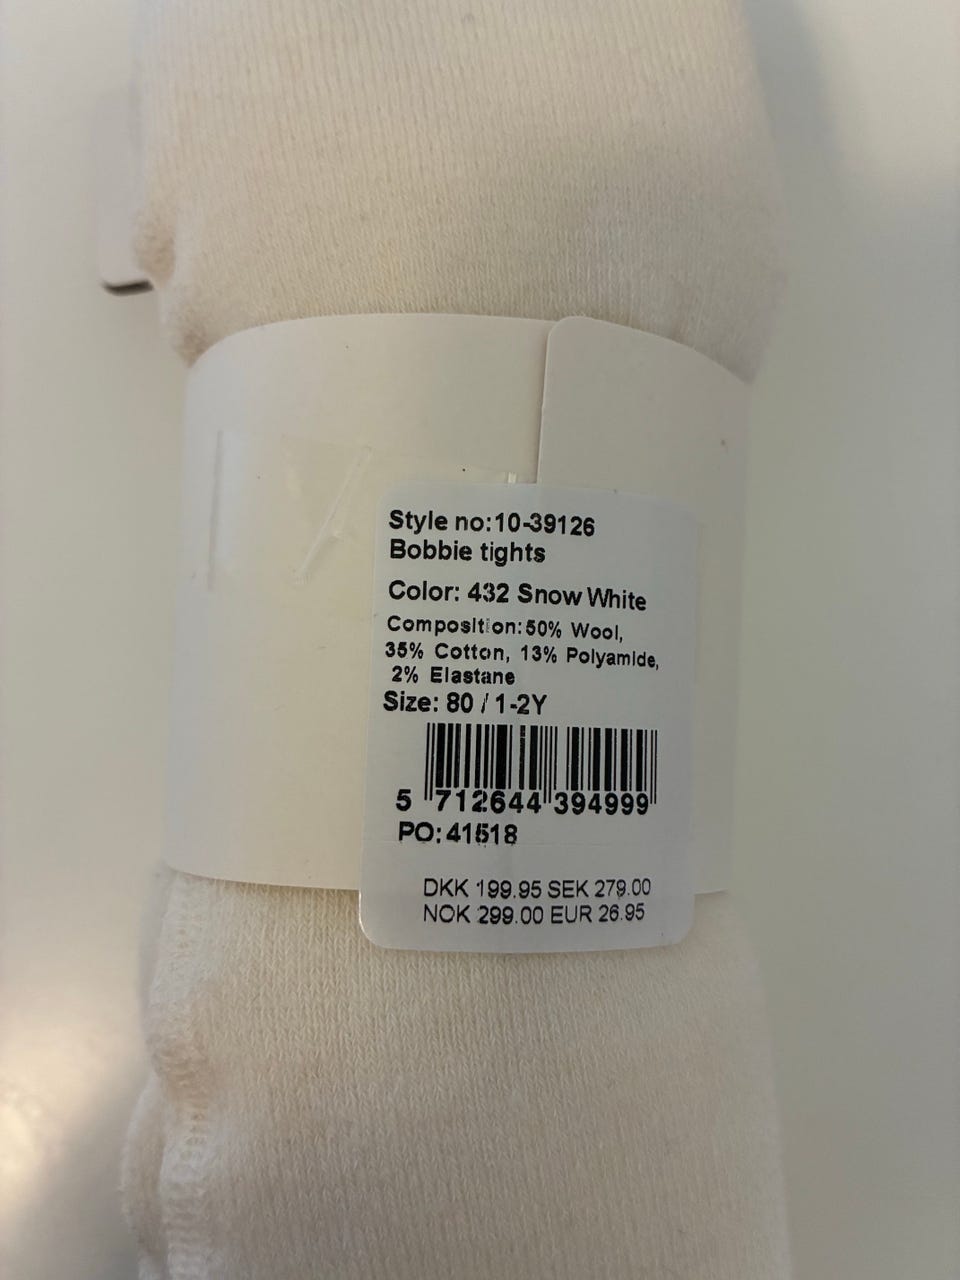 Style no:10-39126
Bobbie tights
Color: 432 Snow White
Composition:50% Wool,
35% Cotton, 13% Polyamide,
2% Elastane
Size: 80 / 1-2Y
5 712644 394999
PO: 41518
DKK 199.95 SEK 279.00
NOK 299.00 EUR 26.95